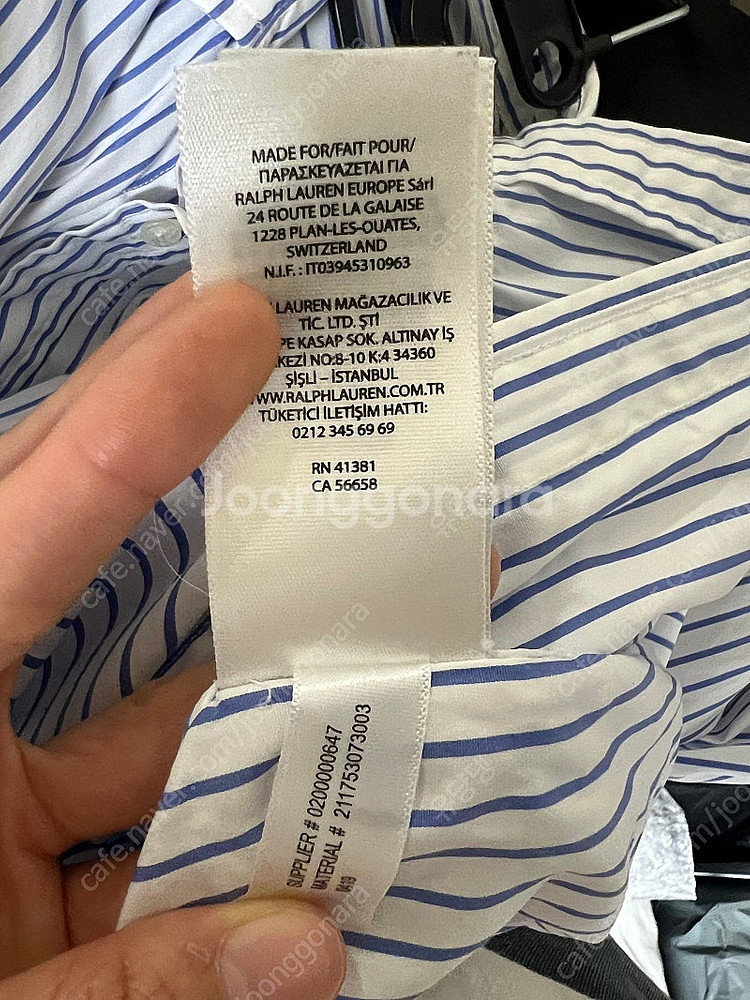 MADE FOR/FAIT POUR/
ΠΑΡΑΣΚΕΥΑΖΕΤΑΙ ΓΙΑ
RALPH LAUREN EUROPE Sárl
24 ROUTE DE LA GALAISE
1228 PLAN-LES-OUATES,
SWITZERLAND
N.I.F. : IT03945310963
LAUREN MAĞAZACILIK VE
TİC. LTD. ŞTİ
KASAP SOK. ALTINAY İŞ
NO:8-10 K:4 34360
ŞİŞLİ – İSTANBUL
WWW.RALPHLAUREN.COM.TR
TÜKETİCİ İLETİŞİM HATTI:
0212 345 69 69
RN 41381
CA 56658
Joonggonara
SUPPLIER # 0200000647
MATERIAL # 211753073003
0419